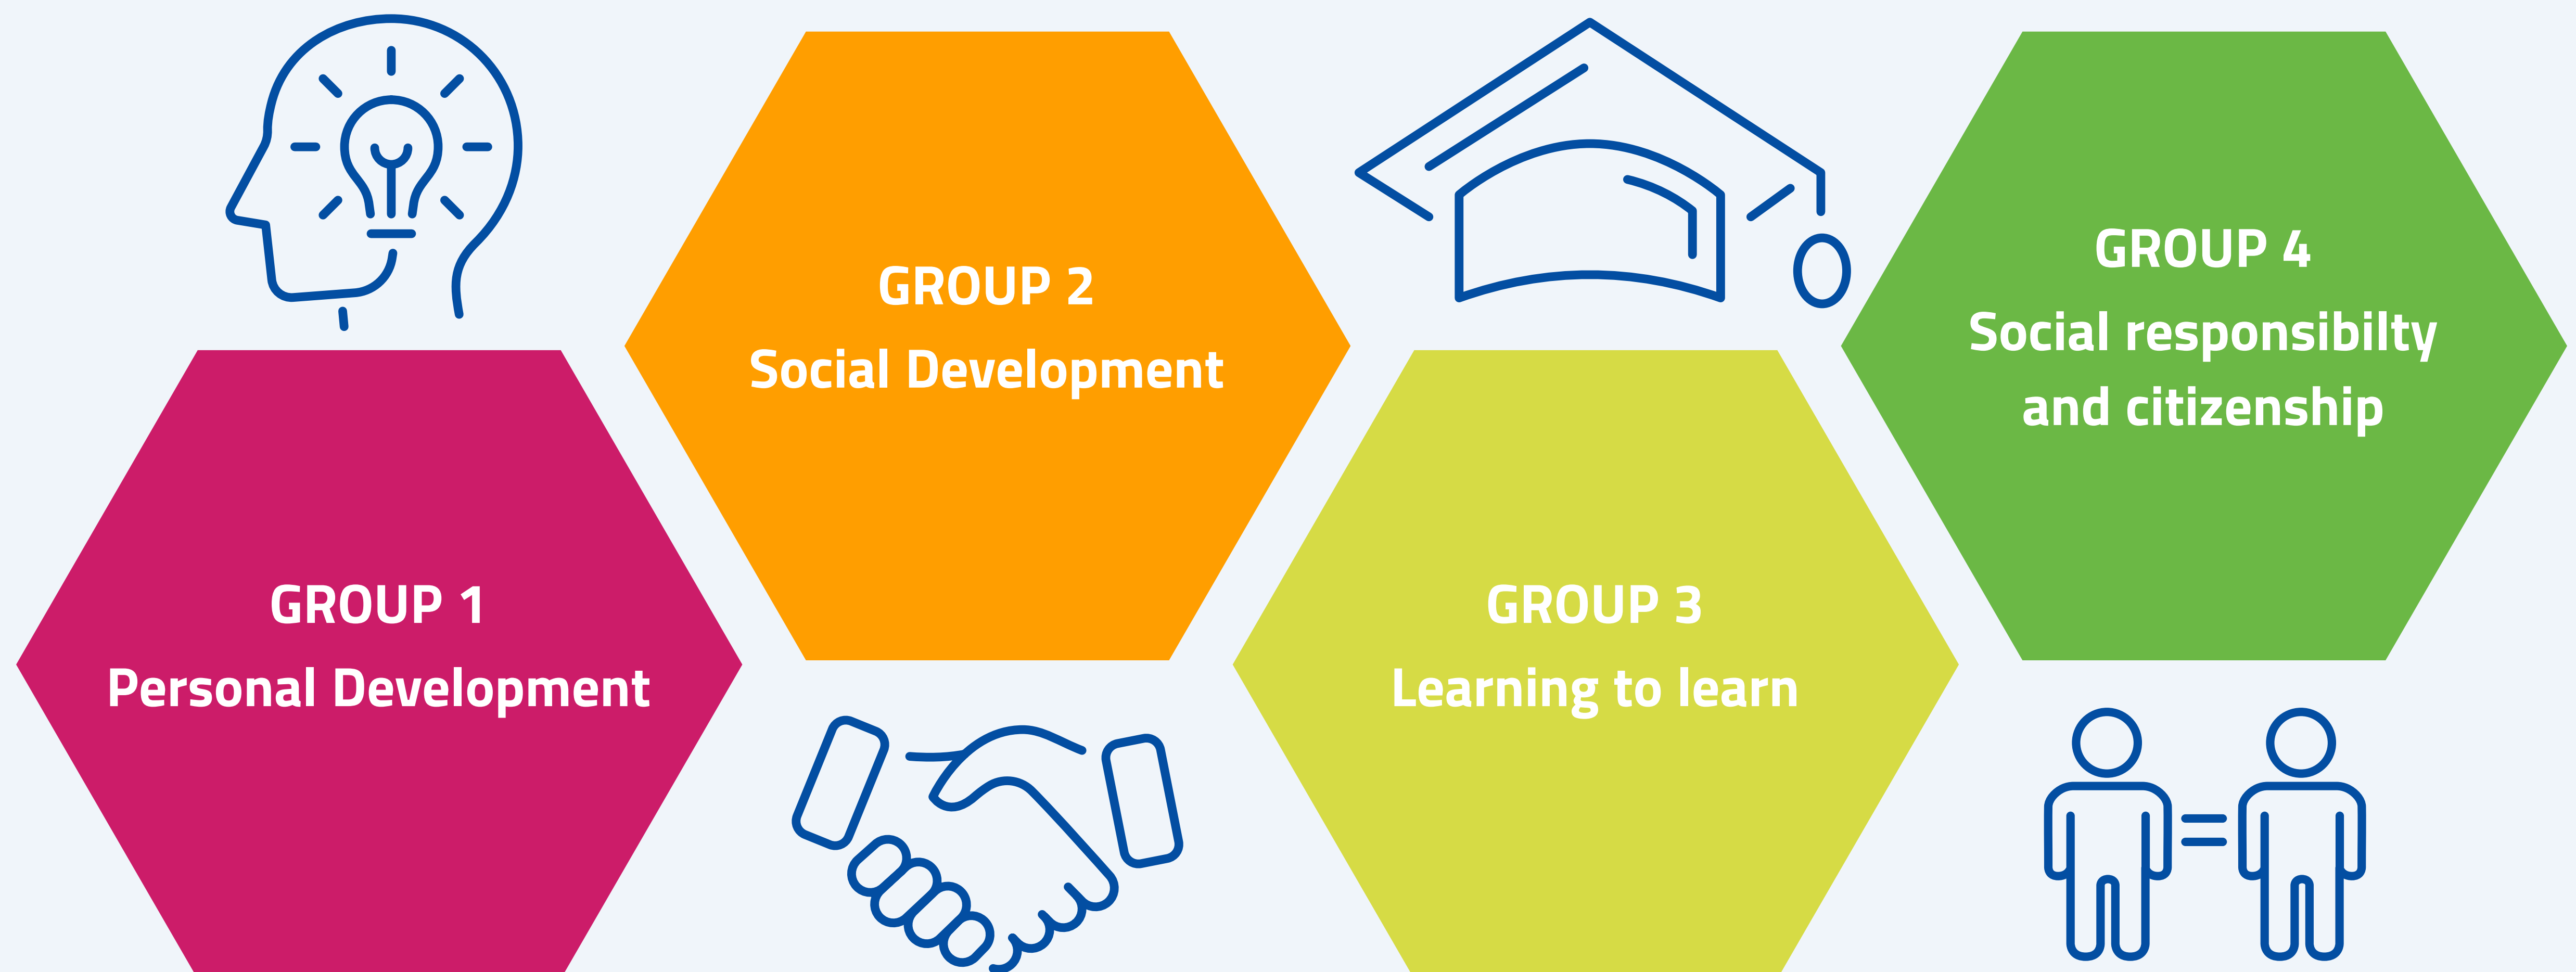 GROUP 1
Personal Development
GROUP 2
Social Development
GROUP 3
Learning to learn
GROUP 4
Social responsibilty
and citizenship